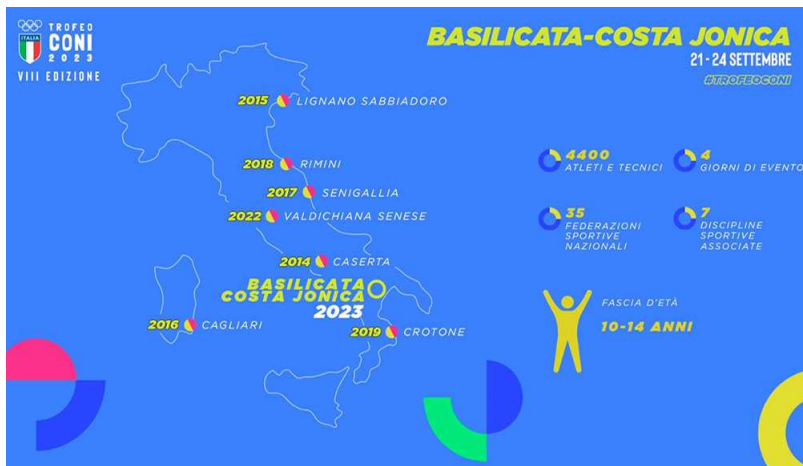 TROFEO
ITALIA
CONI
2023
VIII EDIZIONE
BASILICATA-COSTA JONICA
21-24 SETTEMBRE
#TROFEOCONI
2015 LIGNANO SABBIADORO
2018 RIMINI
2017 SENIGALLIA
2022 VALDICHIANA SENESE
2014 CASERTA
BASILICATA
COSTA JONICA
2023
2016 CAGLIARI
2019 CROTONE
4400
ATLETI E TECNICI
4
GIORNI DI EVENTO
35
FEDERAZIONI
SPORTIVE
NAZIONALI
7
DISCIPLINE
SPORTIVE
ASSOCIATE
FASCIA D'ETÀ
10-14 ANNI